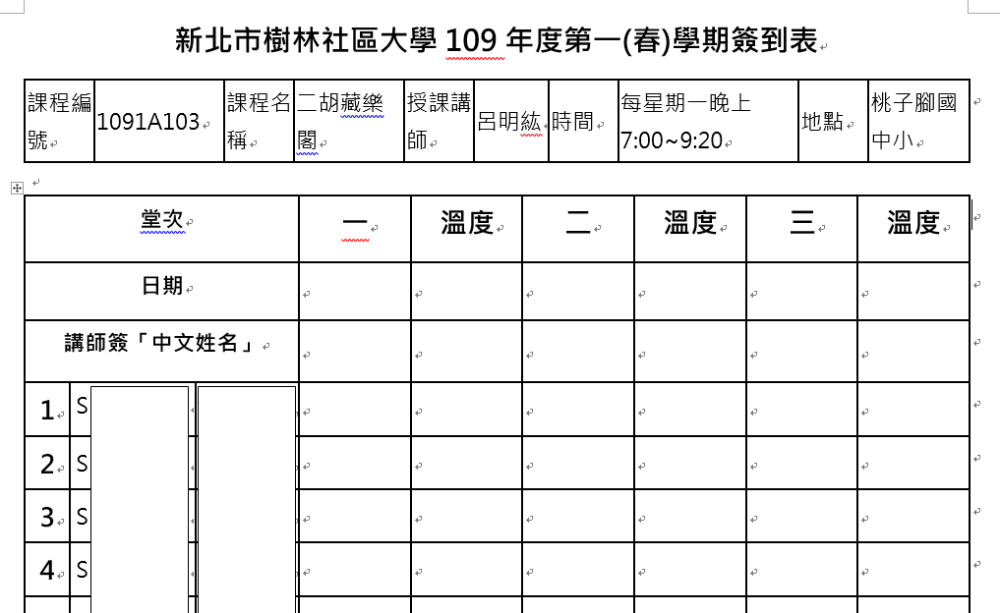 新北市樹林社區大學 109 年度第一(春)學期簽到表
課程編號 1091A103 課程名稱 二胡藏樂閣 授課講師 呂明紘 時間 每星期一晚上 7:00~9:20 地點 桃子腳國中小
堂次 一 溫度 二 溫度 三 溫度
日期
講師簽「中文姓名」
1 S
2 S
3 S
4 S